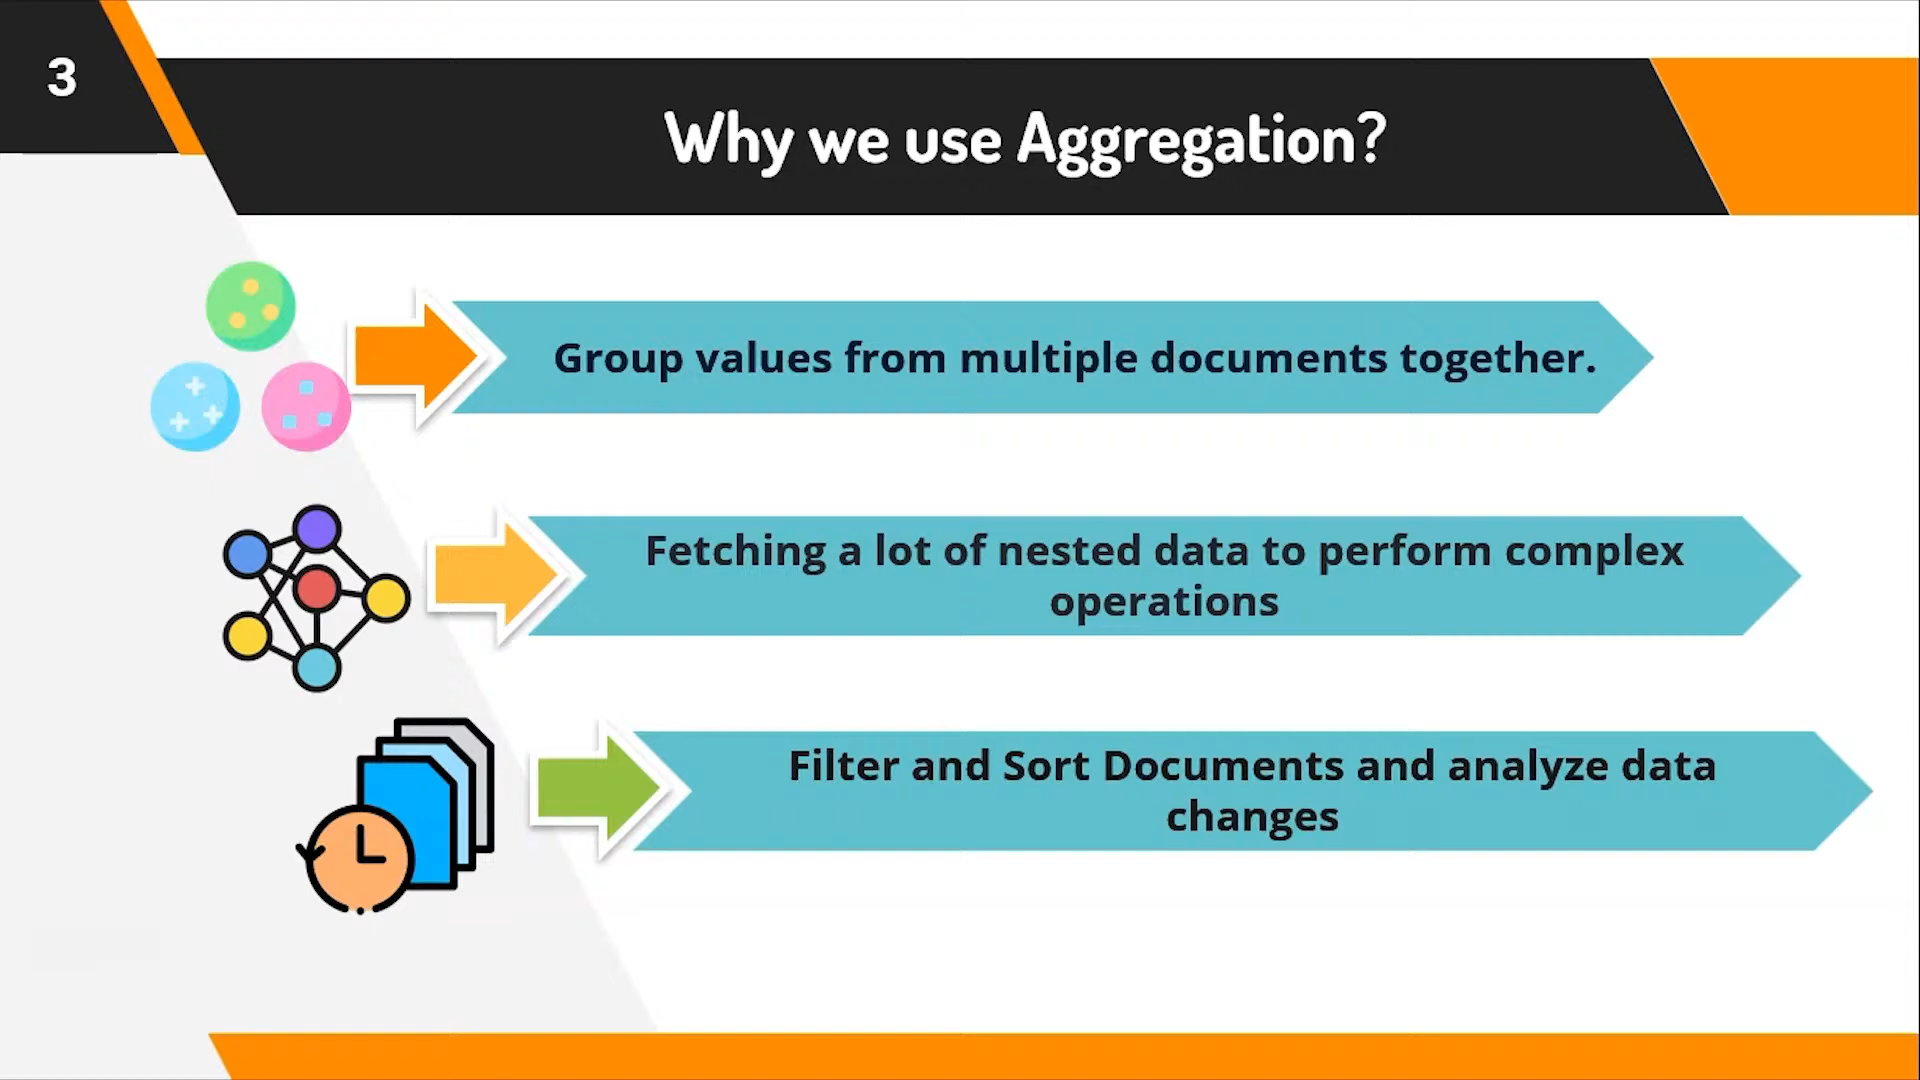 3
Why we use Aggregation?
Group values from multiple documents together.
Fetching a lot of nested data to perform complex
operations
Filter and Sort Documents and analyze data
changes